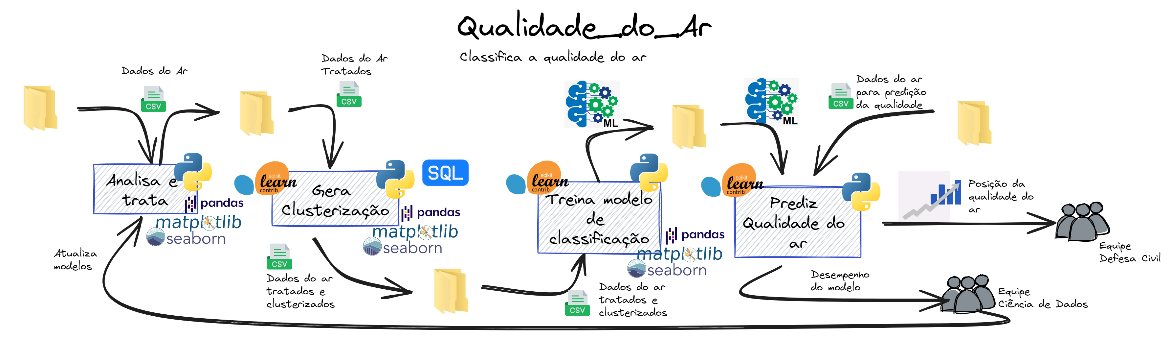 Qualidade_do_Ar
Classifica a qualidade do ar
Dados do Ar
CSV
Dados do Ar
Tratados
CSV
ML
ML
Dados do ar
para predição
da qualidade
CSV
Analisa e
trata
pandas
matplotlib
seaborn
learn
contrib
Gera
Clusterização
SQL
pandas
matplotlib
seaborn
learn
contrib
Treina modelo
de
classificação
pandas
matplotlib
seaborn
learn
contrib
Prediz
Qualidade do
ar
Posição da
qualidade do
ar
Equipe
Defesa Civil
Atualiza
modelos
CSV
Dados do ar
tratados e
clusterizados
CSV
Dados do ar
tratados e
clusterizados
Desempenho
do modelo
Equipe
Ciência de Dados